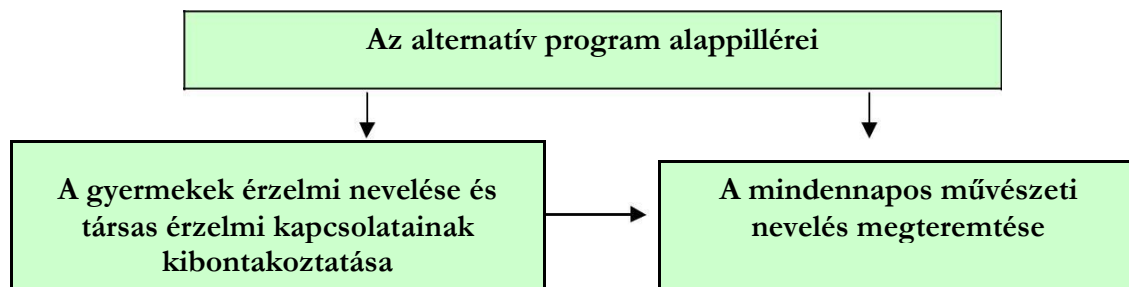 Az alternatív program alappillérei
A gyermekek érzelmi nevelése és
társas érzelmi kapcsolatainak
kibontakoztatása
A mindennapos művészeti
nevelés megteremtése